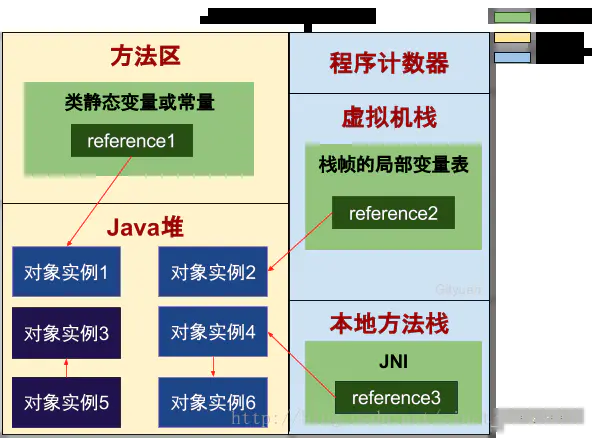 方法区
类静态变量或常量
reference1
程序计数器
虚拟机栈
栈帧的局部变量表
reference2
Gityuan
Java堆
对象实例1
对象实例2
对象实例3
对象实例4
对象实例5
对象实例6
本地方法栈
JNI
reference3